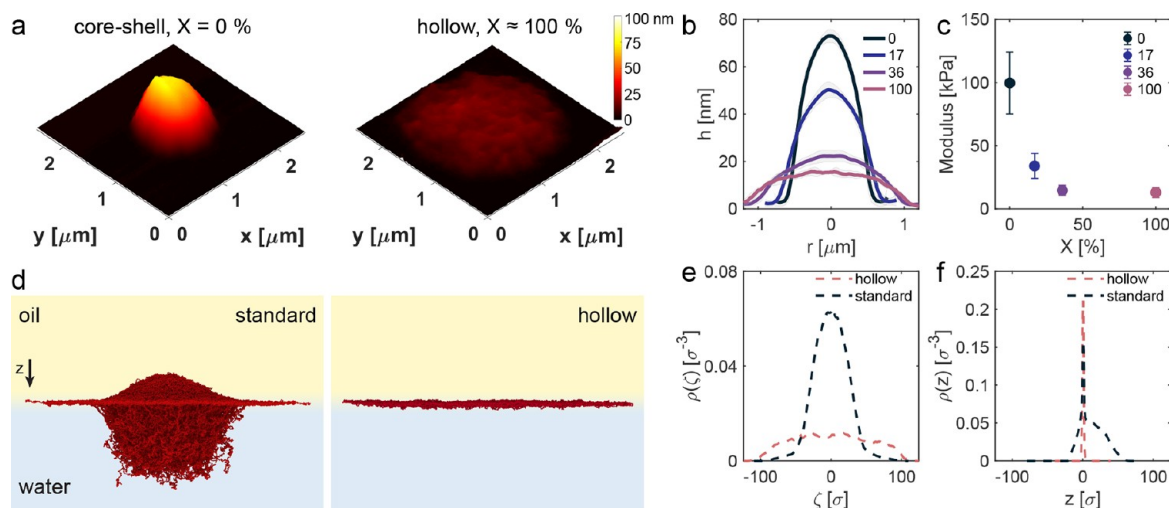 a
core-shell, X = 0 %
hollow, X ≈ 100 %
100 nm
75
50
25
0
2
1
y [μm]
0 0
1
2
x [μm]
2
1
y [μm]
0 0
1
2
x [μm]
b
h [nm]
80
60
40
20
0
-1
0
1
r [μm]
0
17
36
100
c
Modulus [kPa]
150
100
50
0
0
20
40
60
80
100
X [%]
0
17
36
100
d
oil
standard
z
water
hollow
e
ρ(ζ) [σ⁻³]
0.08
0.04
0
-100
0
100
ζ [σ]
hollow
standard
f
ρ(z) [σ⁻³]
0.25
0.2
0.15
0.1
0.05
0
-100
0
100
z [σ]
hollow
standard